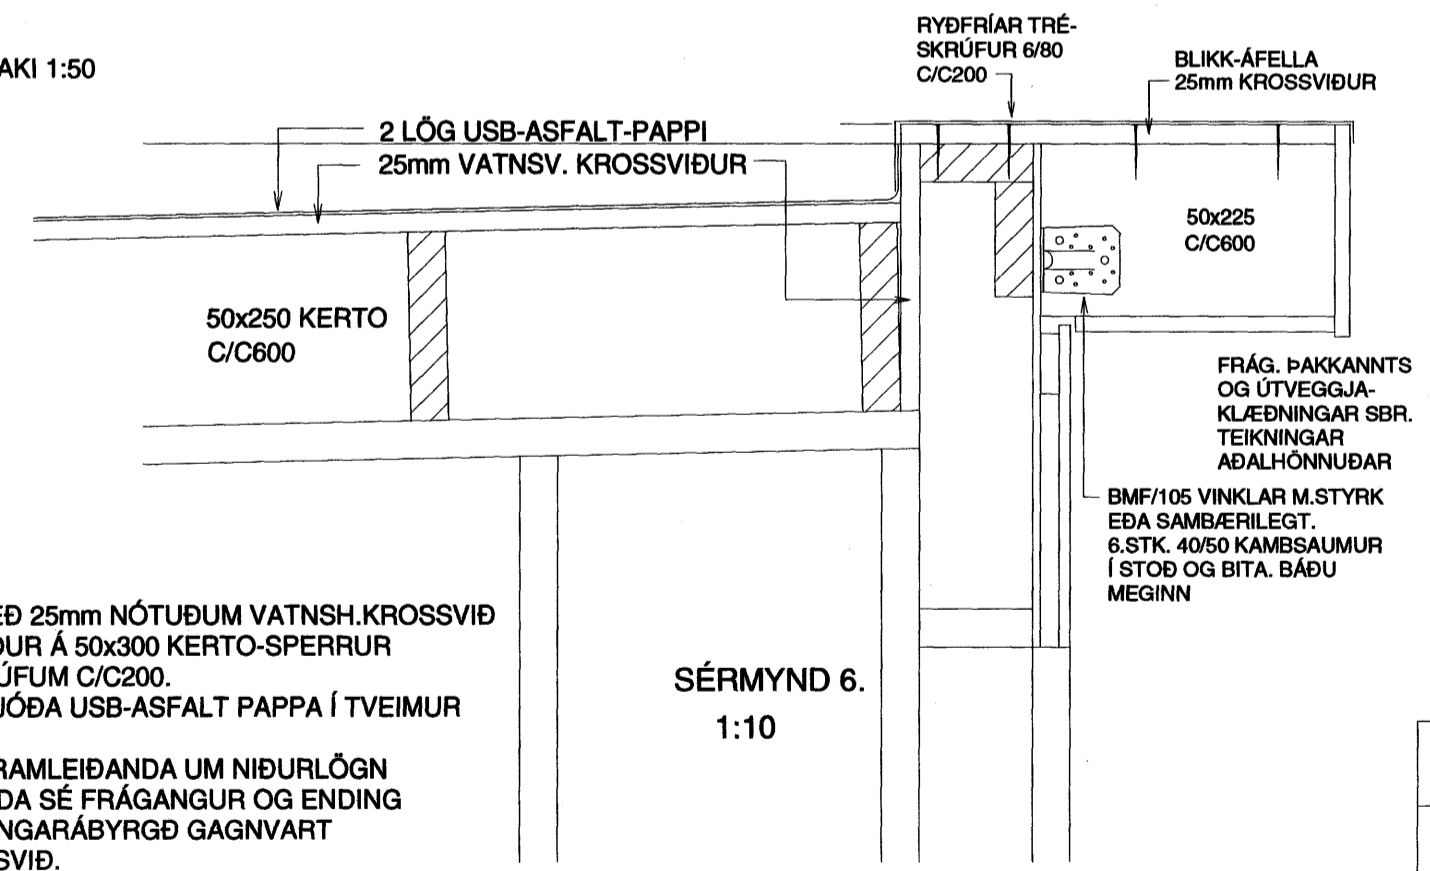 AKI 1:50
RYÐFRÍAR TRÉ-
SKRÚFUR 6/80
C/C200
BLIKK-ÁFELLA
25mm KROSSVIÐUR
2 LÖG USB-ASFALT-PAPPI
25mm VATNSV. KROSSVIÐUR
50x225
C/C600
50x250 KERTO
C/C600
FRÁG. ÞAKKANNTS
OG ÚTVEGGJA-
KLÆÐNINGAR SBR.
TEIKNINGAR
AÐALHÖNNUÐAR
BMF/105 VINKLAR M.STYRK
EÐA SAMBÆRILEGT.
6.STK. 40/50 KAMBSAUMUR
Í STOÐ OG BITA. BÁÐU
MEGINN
EÐ 25mm NÓTUÐUM VATNSH.KROSSVIÐ
ÐUR Á 50x300 KERTO-SPERRUR
ÚFUM C/C200.
JÓÐA USB-ASFALT PAPPA Í TVEIMUR
RAMLEIÐANDA UM NIÐURLÖGN
DA SÉ FRÁGANGUR OG ENDING
NGARÁBYRGÐ GAGNVART
SVIÐ.
SÉRMYND 6.
1:10